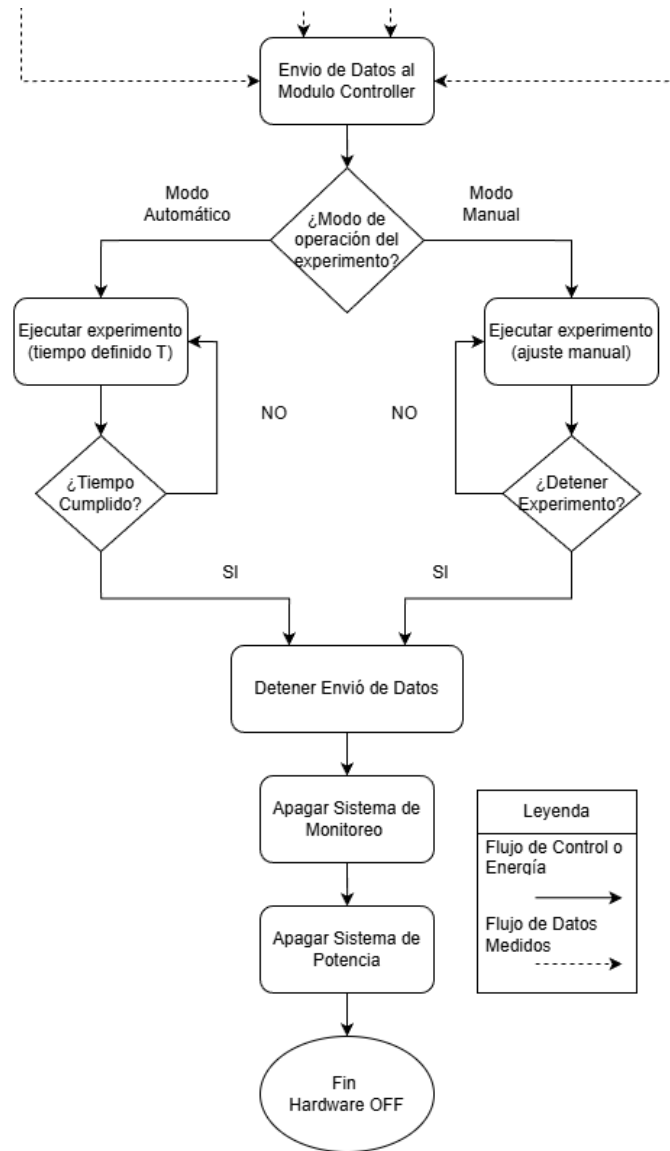 Envio de Datos al
Modulo Controller
Modo
Automático
¿Modo de
operación del
experimento?
Modo
Manual
Ejecutar experimento
(tiempo definido T)
Ejecutar experimento
(ajuste manual)
NO
NO
¿Tiempo
Cumplido?
¿Detener
Experimento?
SI
SI
Detener Envió de Datos
Apagar Sistema de
Monitoreo
Leyenda
Flujo de Control o
Energía
Flujo de Datos
Medidos
Apagar Sistema de
Potencia
Fin
Hardware OFF